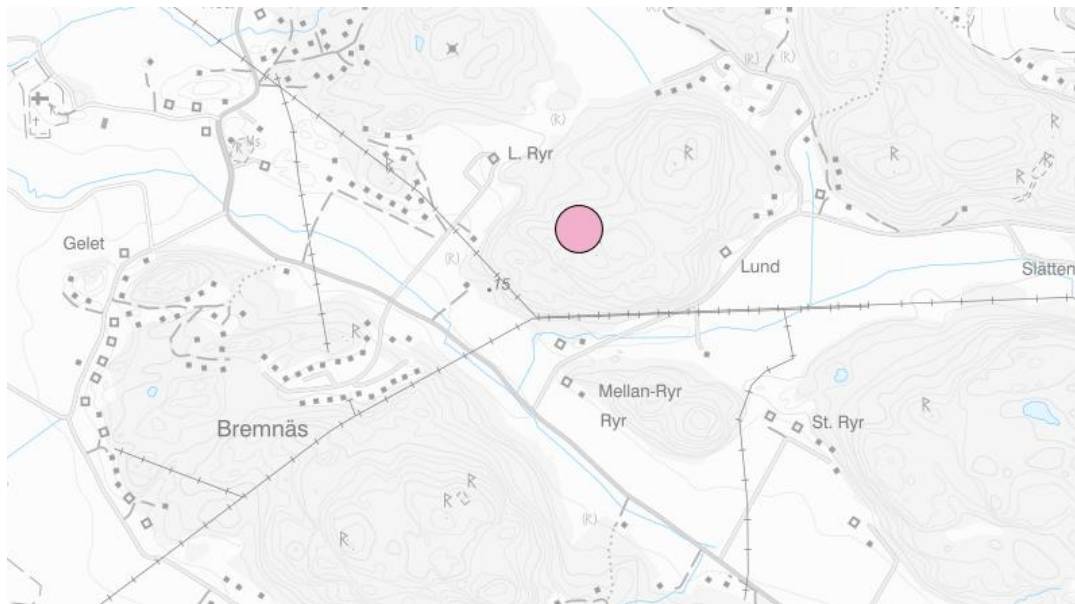 L. Ryr
Gelet
Lund
Slätten
15
Mellan-Ryr
Ryr
St. Ryr
Bremnäs